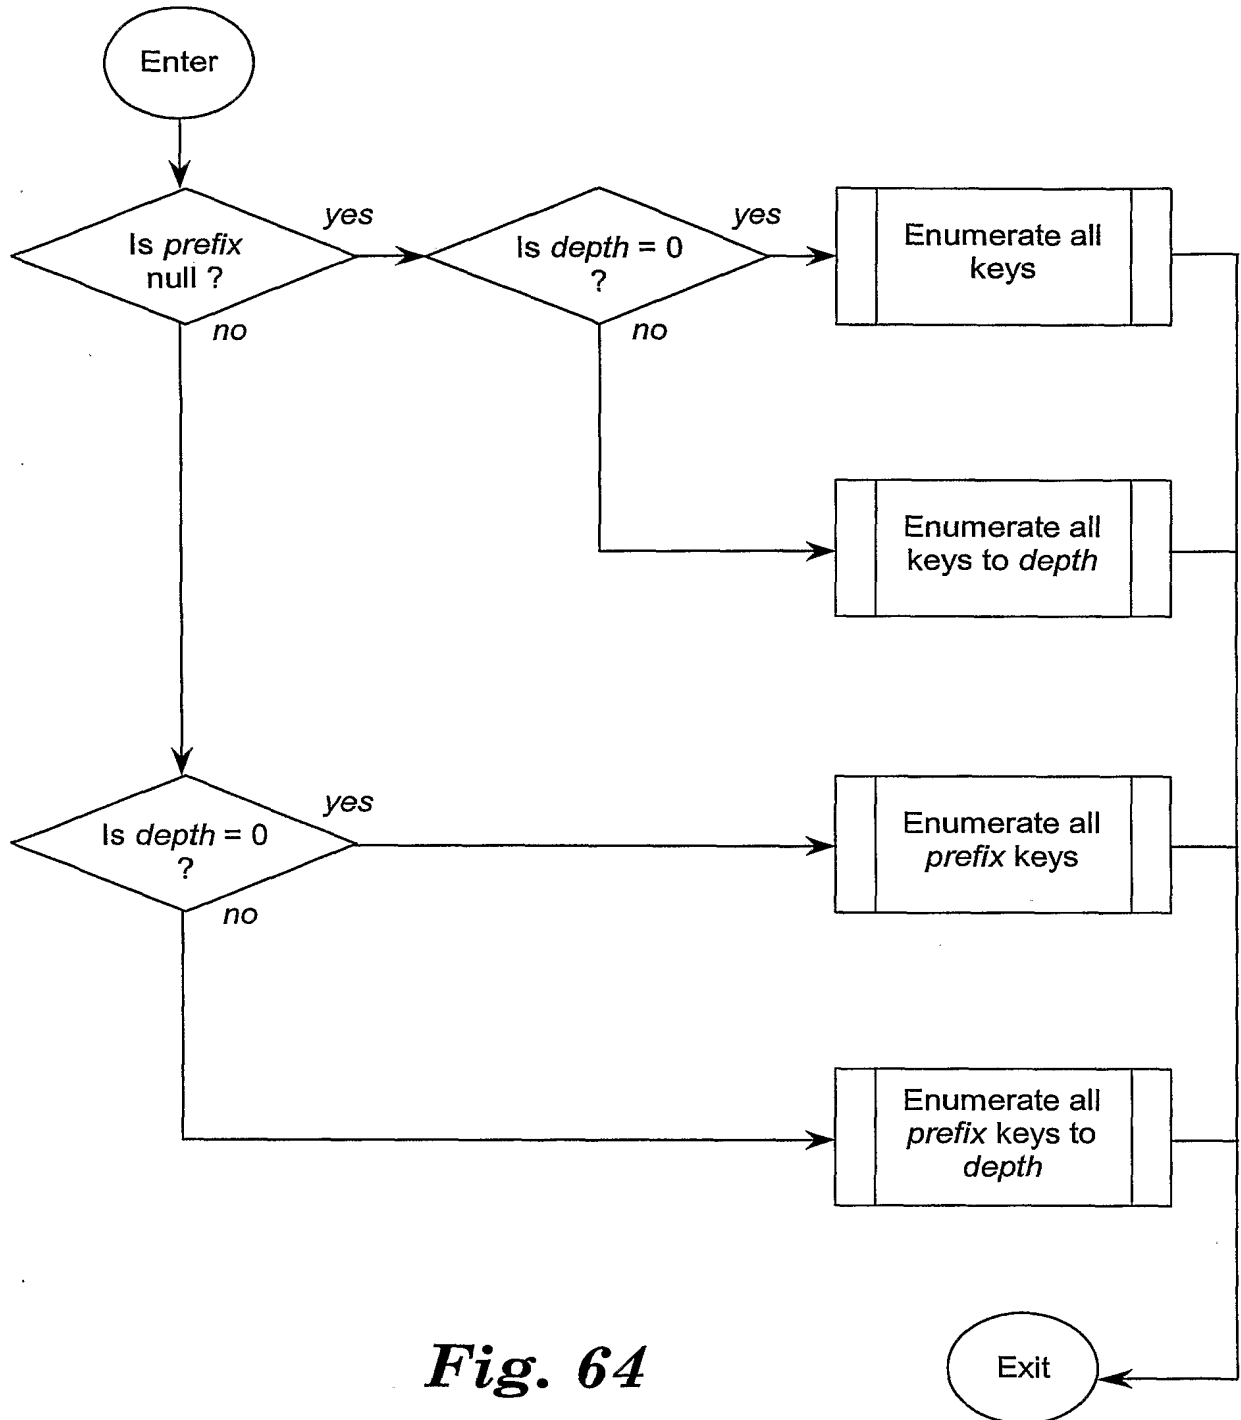 Enter
Is prefix
null ?
yes
no
Is depth = 0
?
yes
no
Enumerate all
keys
Enumerate all
keys to depth
Is depth = 0
?
yes
no
Enumerate all
prefix keys
Enumerate all
prefix keys to
depth
Exit
Fig. 64